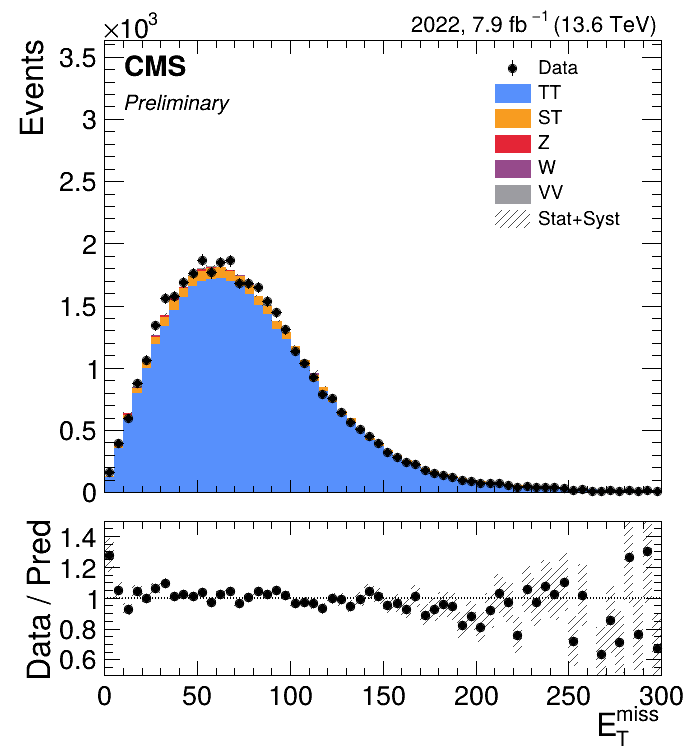 ×10³
2022, 7.9 fb⁻¹ (13.6 TeV)
Events
3.5
3
2.5
2
1.5
1
0.5
0
CMS
Preliminary
Data
TT
ST
Z
W
VV
Stat+Syst
Data / Pred
1.4
1.2
1
0.8
0.6
0 50 100 150 200 250 300
E_T^miss